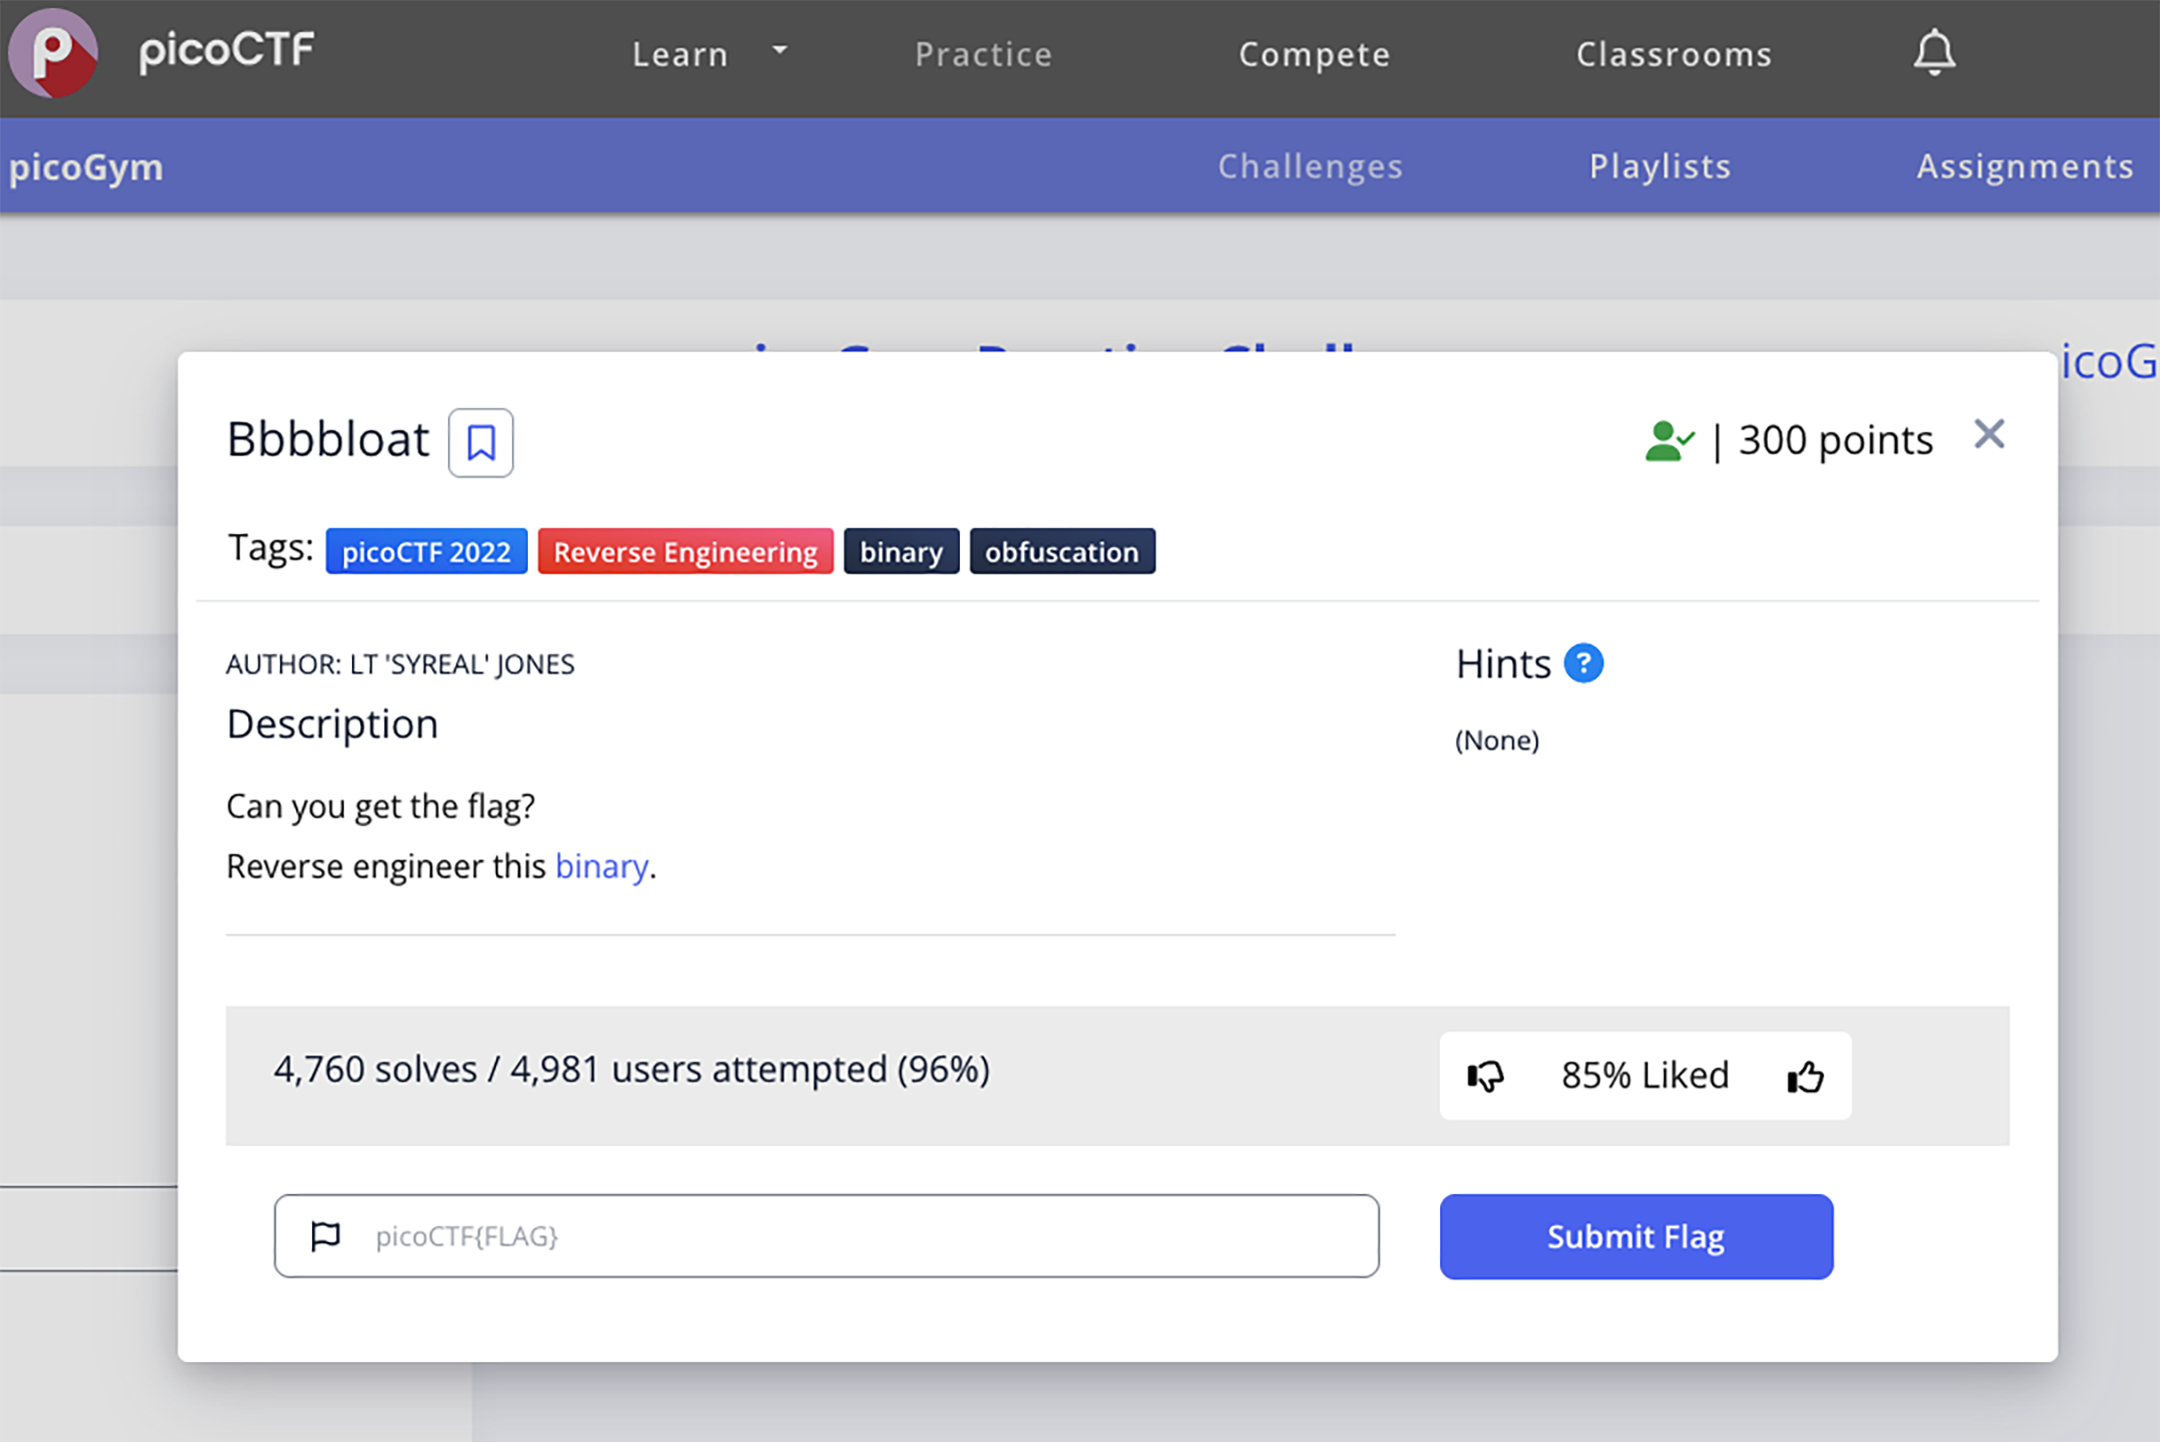 picoCTF
Learn
Practice
Compete
Classrooms
picoGym
Challenges
Playlists
Assignments
icoG
Bbbbloat
| 300 points
Tags: picoCTF 2022 Reverse Engineering binary obfuscation
AUTHOR: LT 'SYREAL' JONES
Description
Can you get the flag?
Reverse engineer this binary.
Hints ?
(None)
4,760 solves / 4,981 users attempted (96%)
85% Liked
picoCTF{FLAG}
Submit Flag